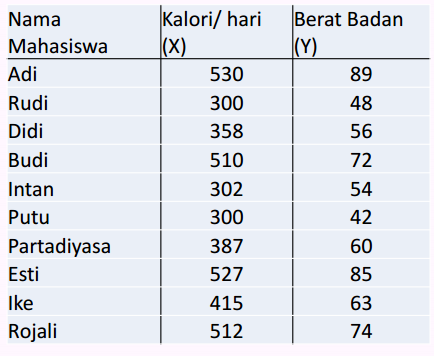 Nama Mahasiswa Kalori/ hari (X) Berat Badan (Y)
Adi 530 89
Rudi 300 48
Didi 358 56
Budi 510 72
Intan 302 54
Putu 300 42
Partadiyasa 387 60
Esti 527 85
Ike 415 63
Rojali 512 74